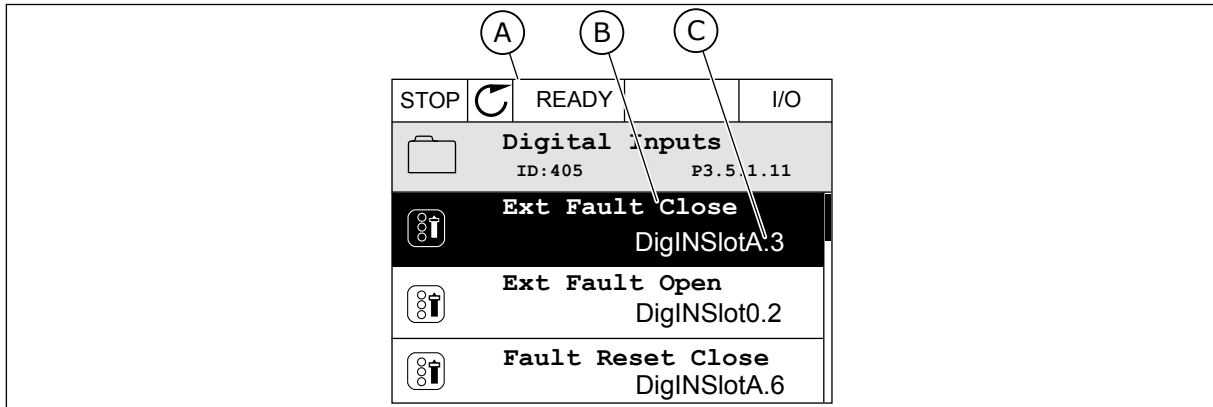 A B C
STOP READY I/O
Digital Inputs
ID:405 P3.5.1.11
Ext Fault Close
DigINSlotA.3
Ext Fault Open
DigINSlot0.2
Fault Reset Close
DigINSlotA.6